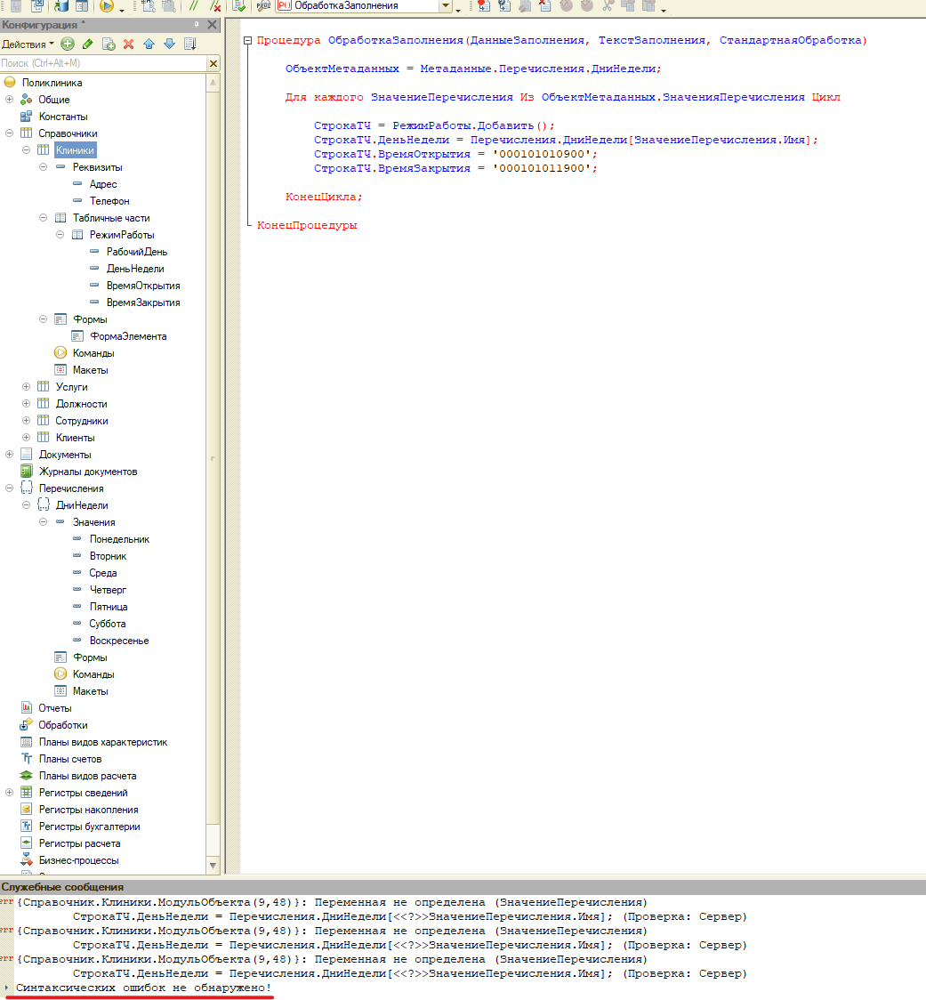 ОбработкаЗаполнения
Конфигурация *
Действия
Поиск (Ctrl+Alt+M)
Поликлиника
Общие
Константы
Справочники
Клиники
Реквизиты
Адрес
Телефон
Табличные части
РежимРаботы
РабочийДень
ДеньНедели
ВремяОткрытия
ВремяЗакрытия
Формы
ФормаЭлемента
Команды
Макеты
Услуги
Должности
Сотрудники
Клиенты
Документы
Журналы документов
Перечисления
ДниНедели
Значения
Понедельник
Вторник
Среда
Четверг
Пятница
Суббота
Воскресенье
Формы
Команды
Макеты
Отчеты
Обработки
Планы видов характеристик
Планы счетов
Планы видов расчета
Регистры сведений
Регистры накопления
Регистры бухгалтерии
Регистры расчета
Бизнес-процессы
Процедура ОбработкаЗаполнения(ДанныеЗаполнения, ТекстЗаполнения, СтандартнаяОбработка)
ОбъектМетаданных = Метаданные.Перечисления.ДниНедели;
Для каждого ЗначениеПеречисления Из ОбъектМетаданных.ЗначенияПеречисления Цикл
СтрокаТЧ = РежимРаботы.Добавить();
СтрокаТЧ.ДеньНедели = Перечисления.ДниНедели[ЗначениеПеречисления.Имя];
СтрокаТЧ.ВремяОткрытия = '000101010900';
СтрокаТЧ.ВремяЗакрытия = '000101011900';
КонецЦикла;
КонецПроцедуры
Служебные сообщения
err {Справочник.Клиники.МодульОбъекта(9,48)}: Переменная не определена (ЗначениеПеречисления)
СтрокаТЧ.ДеньНедели = Перечисления.ДниНедели[<<?>>ЗначениеПеречисления.Имя]; (Проверка: Сервер)
err {Справочник.Клиники.МодульОбъекта(9,48)}: Переменная не определена (ЗначениеПеречисления)
СтрокаТЧ.ДеньНедели = Перечисления.ДниНедели[<<?>>ЗначениеПеречисления.Имя]; (Проверка: Сервер)
err {Справочник.Клиники.МодульОбъекта(9,48)}: Переменная не определена (ЗначениеПеречисления)
СтрокаТЧ.ДеньНедели = Перечисления.ДниНедели[<<?>>ЗначениеПеречисления.Имя]; (Проверка: Сервер)
Синтаксических ошибок не обнаружено!